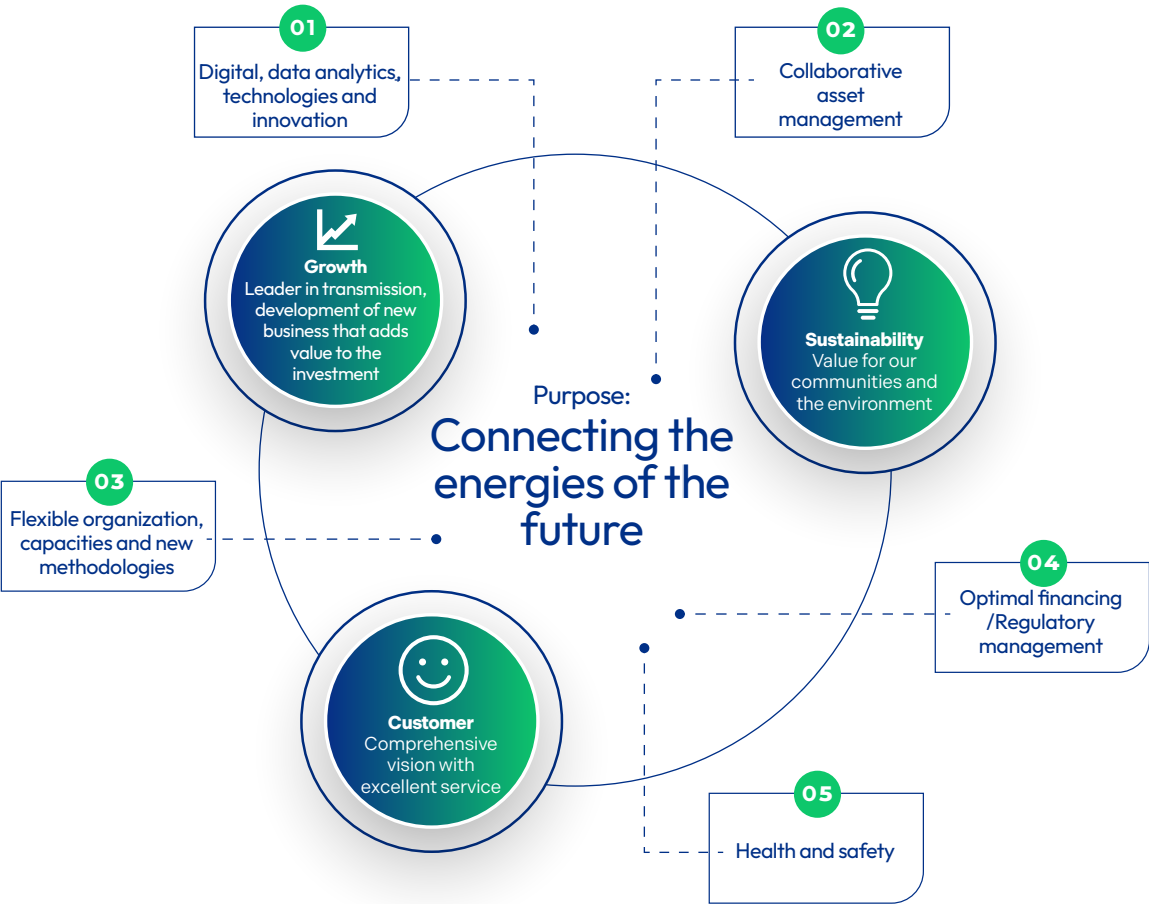 01
Digital, data analytics,
technologies and
innovation
02
Collaborative
asset
management
Growth
Leader in transmission,
development of new
business that adds
value to the
investment
Sustainability
Value for our
communities and
the environment
Purpose:
Connecting the
energies of the
future
03
Flexible organization,
capacities and new
methodologies
04
Optimal financing
/Regulatory
management
Customer
Comprehensive
vision with
excellent service
05
Health and safety